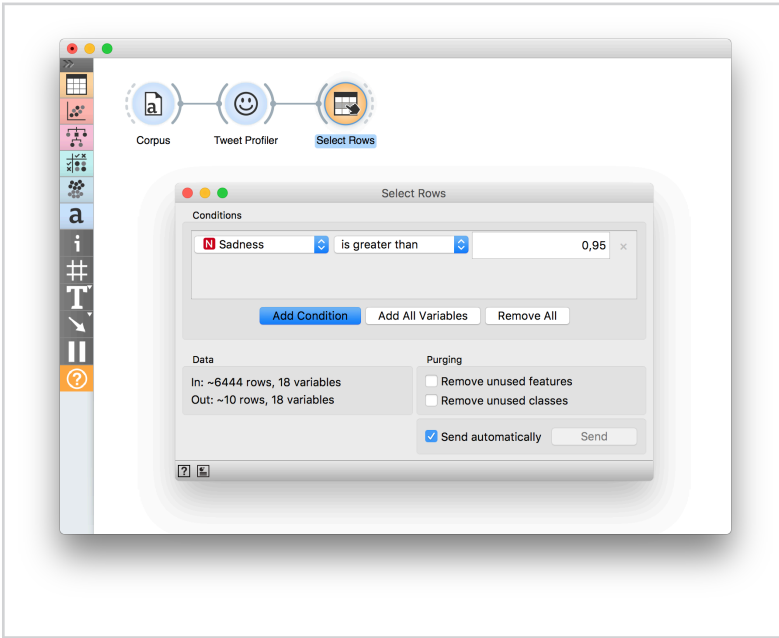 a
Corpus Tweet Profiler Select Rows
a
i
#
T
?
Select Rows
Conditions
N Sadness is greater than 0,95 ×
Add Condition Add All Variables Remove All
Data Purging
In: ~6444 rows, 18 variables Remove unused features
Out: ~10 rows, 18 variables Remove unused classes
Send automatically Send
?